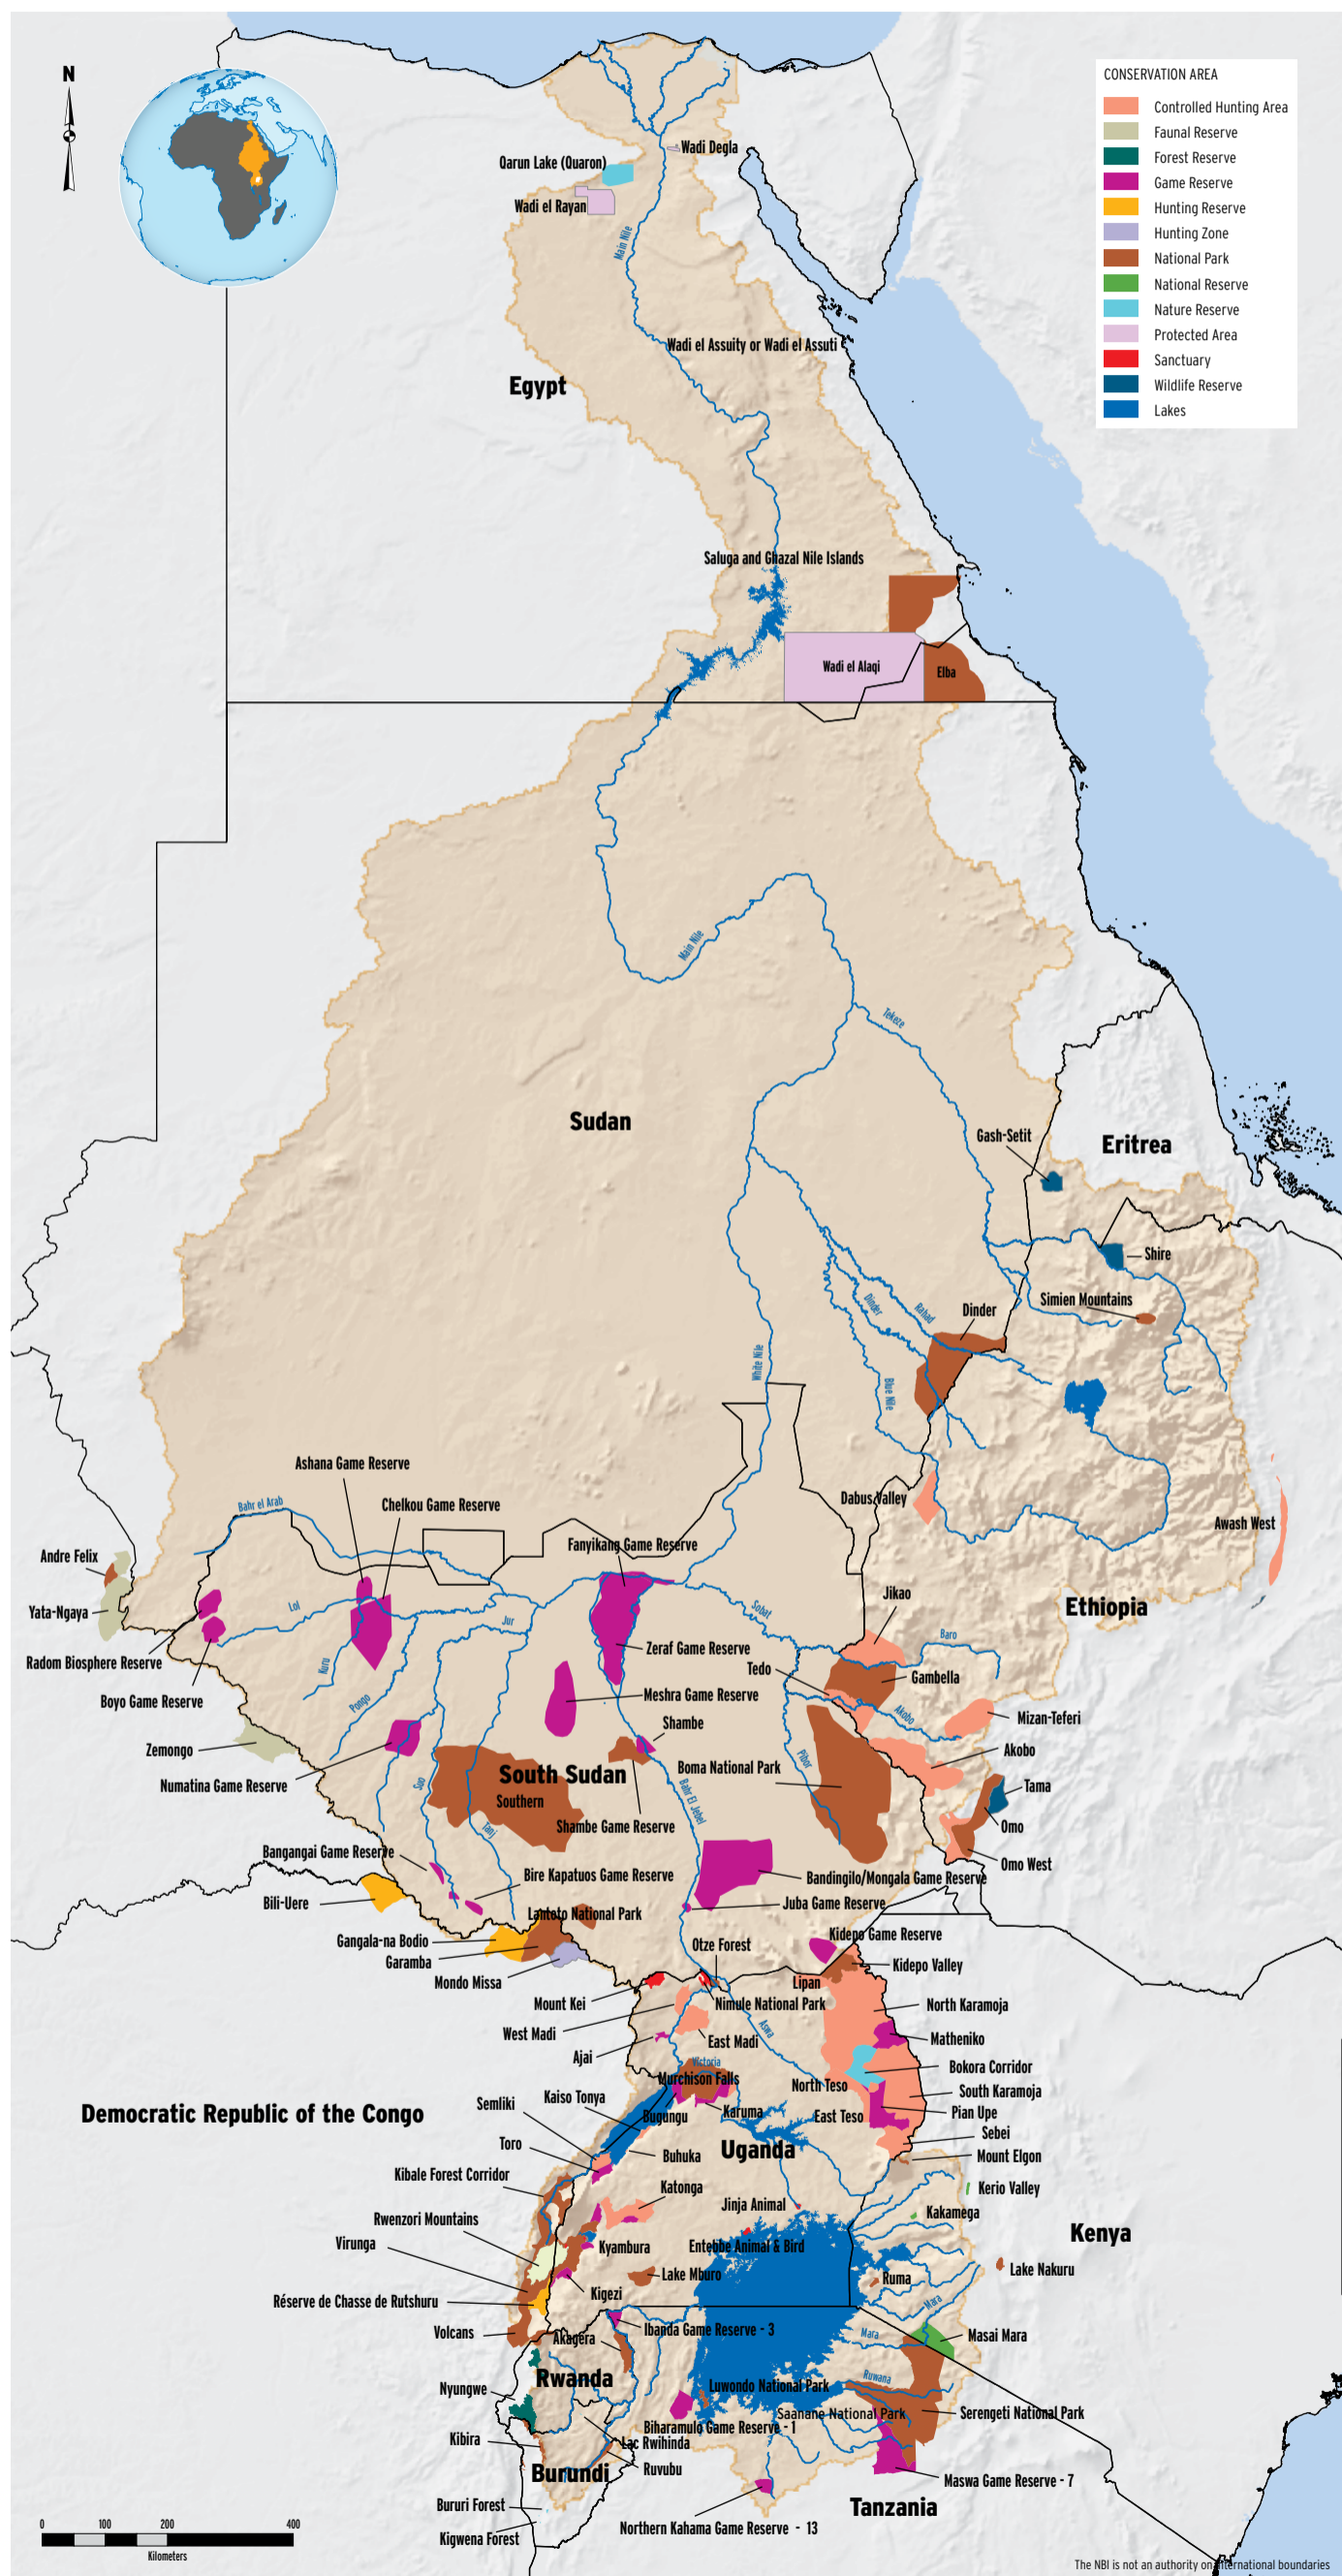 N
CONSERVATION AREA
Controlled Hunting Area
Faunal Reserve
Forest Reserve
Game Reserve
Hunting Reserve
Hunting Zone
National Park
National Reserve
Nature Reserve
Protected Area
Sanctuary
Wildlife Reserve
Lakes
Wadi Degla
Qarun Lake (Quaron)
Wadi el Rayan
Main Nile
Wadi el Assuity or Wadi el Assuti
Egypt
Saluga and Ghazal Nile Islands
Wadi el Alaqi
Elba
Main Nile
Tekeze
Sudan
Gash-Setit
Eritrea
Shire
Simien Mountains
Dinder
Rahad
Dinder
White Nile
Blue Nile
Ashana Game Reserve
Chelkou Game Reserve
Bahr el Arab
Dabus Valley
Awash West
Fanyikang Game Reserve
Andre Felix
Jikao
Yata-Ngaya
Lol
Jur
Sobat
Ethiopia
Baro
Zeraf Game Reserve
Radom Biosphere Reserve
Kuru
Tedo
Gambella
Boyo Game Reserve
Pongo
Meshra Game Reserve
Akobo
Mizan-Teferi
Shambe
Zemongo
Akobo
Numatina Game Reserve
Sue
South Sudan
Boma National Park
Pibor
Tama
Southern
Bahr El Jebel
Shambe Game Reserve
Tanj
Omo
Bangangai Game Reserve
Omo West
Bire Kapatuos Game Reserve
Bandingilo/Mongala Game Reserve
Bili-Uere
Juba Game Reserve
Lantoto National Park
Kidepo Game Reserve
Gangala-na Bodio
Otze Forest
Garamba
Kidepo Valley
Mondo Missa
Lipan
Mount Kei
Nimule National Park
North Karamoja
West Madi
Aswa
East Madi
Matheniko
Ajai
Victoria
Bokora Corridor
Murchison Falls
North Teso
South Karamoja
Kaiso Tonya
Semliki
Karuma
Pian Upe
Democratic Republic of the Congo
Bugungu
East Teso
Sebei
Toro
Uganda
Buhuka
Mount Elgon
Kibale Forest Corridor
Katonga
Kerio Valley
Jinja Animal
Kakamega
Rwenzori Mountains
Kenya
Virunga
Kyambura
Entebbe Animal & Bird
Lake Nakuru
Lake Mburo
Ruma
Kigezi
Réserve de Chasse de Rutshuru
Mara
Ibanda Game Reserve - 3
Volcans
Akagera
Mara
Masai Mara
Rwanda
Ruwana
Luwondo National Park
Nyungwe
Saanane National Park
Serengeti National Park
Biharamulo Game Reserve - 1
Kibira
Lac Rwihinda
Burundi
Ruvubu
Maswa Game Reserve - 7
Bururi Forest
Tanzania
Northern Kahama Game Reserve - 13
Kigwena Forest
0 100 200 400
Kilometers
The NBI is not an authority on international boundaries